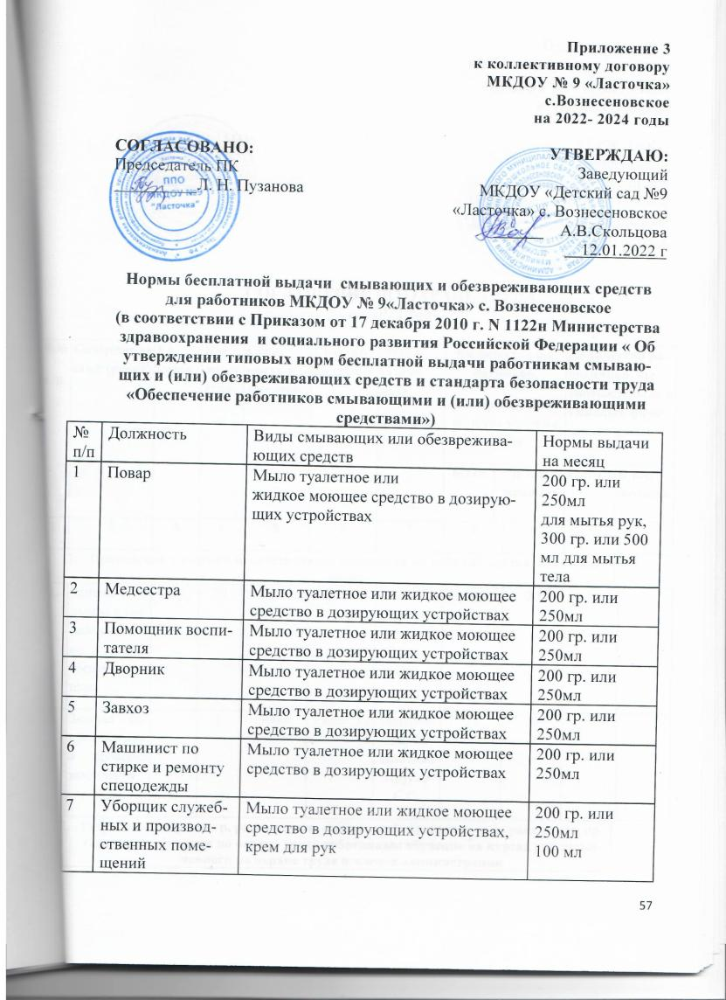 Приложение 3
к коллективному договору
МКДОУ № 9 «Ласточка»
с.Вознесеновское
на 2022- 2024 годы
СОГЛАСОВАНО:
Председатель ПК
Л. Н. Пузанова
ППО
МКДОУ №9
"Ласточка"
УТВЕРЖДАЮ:
Заведующий
МКДОУ «Детский сад №9
«Ласточка» с. Вознесеновское
А.В.Скольцова
12.01.2022 г
Нормы бесплатной выдачи смывающих и обезвреживающих средств
для работников МКДОУ № 9«Ласточка» с. Вознесеновское
(в соответствии с Приказом от 17 декабря 2010 г. N 1122н Министерства
здравоохранения и социального развития Российской Федерации « Об
утверждении типовых норм бесплатной выдачи работникам смываю-
щих и (или) обезвреживающих средств и стандарта безопасности труда
«Обеспечение работников смывающими и (или) обезвреживающими
средствами»)
№ п/п Должность Виды смывающих или обезврежива-
ющих средств Нормы выдачи
на месяц
1 Повар Мыло туалетное или
жидкое моющее средство в дозирую-
щих устройствах
200 гр. или
250мл
для мытья рук,
300 гр. или 500
мл для мытья
тела
2 Медсестра Мыло туалетное или жидкое моющее
средство в дозирующих устройствах
200 гр. или
250мл
3 Помощник воспи-
тателя
Мыло туалетное или жидкое моющее
средство в дозирующих устройствах
200 гр. или
250мл
4 Дворник Мыло туалетное или жидкое моющее
средство в дозирующих устройствах
200 гр. или
250мл
5 Завхоз Мыло туалетное или жидкое моющее
средство в дозирующих устройствах
200 гр. или
250мл
6 Машинист по
стирке и ремонту
спецодежды
Мыло туалетное или жидкое моющее
средство в дозирующих устройствах
200 гр. или
250мл
7 Уборщик служеб-
ных и производ-
ственных поме-
щений
Мыло туалетное или жидкое моющее
средство в дозирующих устройствах,
крем для рук
200 гр. или
250мл
100 мл
57